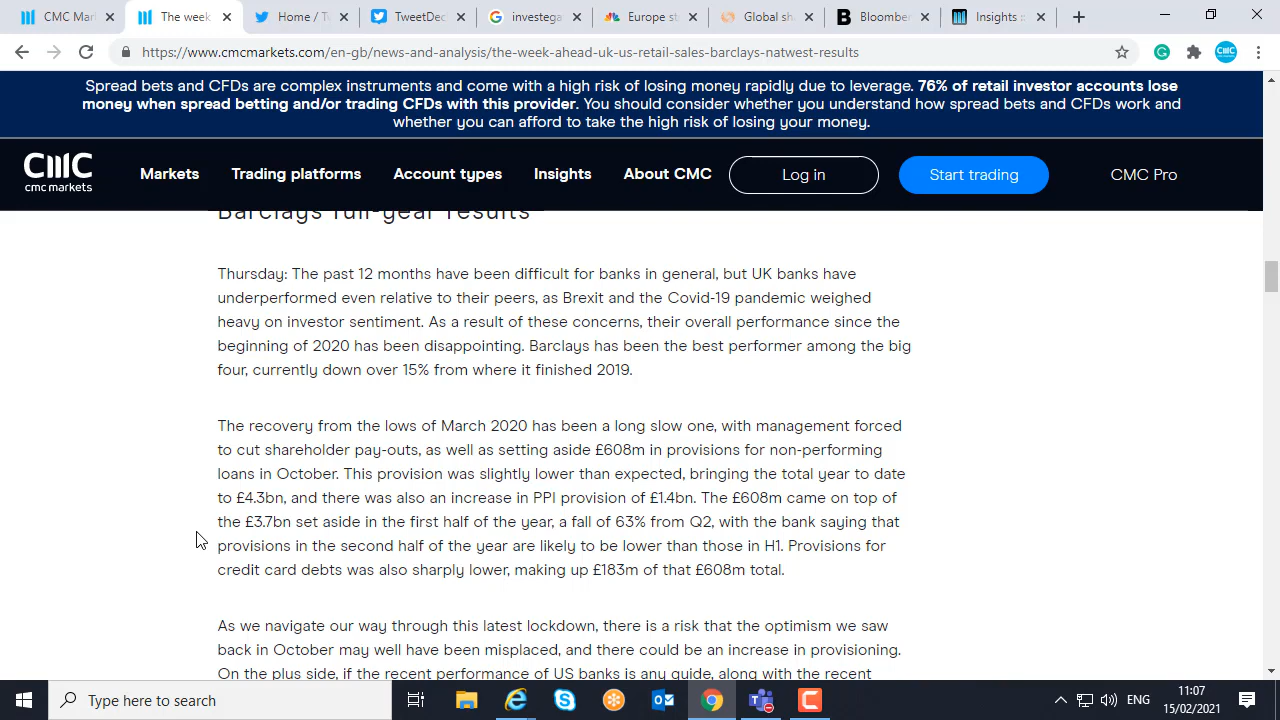 CMC Mar
The week
Home / T
TweetDec
investega
Europe st
Global sh
Bloomber
Insights ::
https://www.cmcmarkets.com/en-gb/news-and-analysis/the-week-ahead-uk-us-retail-sales-barclays-natwest-results
Spread bets and CFDs are complex instruments and come with a high risk of losing money rapidly due to leverage. 76% of retail investor accounts lose
money when spread betting and/or trading CFDs with this provider. You should consider whether you understand how spread bets and CFDs work and
whether you can afford to take the high risk of losing your money.
cmc markets
Markets
Trading platforms
Account types
Insights
About CMC
Log in
Start trading
CMC Pro
Barclays full-year results
Thursday: The past 12 months have been difficult for banks in general, but UK banks have
underperformed even relative to their peers, as Brexit and the Covid-19 pandemic weighed
heavy on investor sentiment. As a result of these concerns, their overall performance since the
beginning of 2020 has been disappointing. Barclays has been the best performer among the big
four, currently down over 15% from where it finished 2019.
The recovery from the lows of March 2020 has been a long slow one, with management forced
to cut shareholder pay-outs, as well as setting aside £608m in provisions for non-performing
loans in October. This provision was slightly lower than expected, bringing the total year to date
to £4.3bn, and there was also an increase in PPI provision of £1.4bn. The £608m came on top of
the £3.7bn set aside in the first half of the year, a fall of 63% from Q2, with the bank saying that
provisions in the second half of the year are likely to be lower than those in H1. Provisions for
credit card debts was also sharply lower, making up £183m of that £608m total.
As we navigate our way through this latest lockdown, there is a risk that the optimism we saw
back in October may well have been misplaced, and there could be an increase in provisioning.
On the plus side, if the recent performance of US banks is any guide, along with the recent
Type here to search
ENG
11:07
15/02/2021